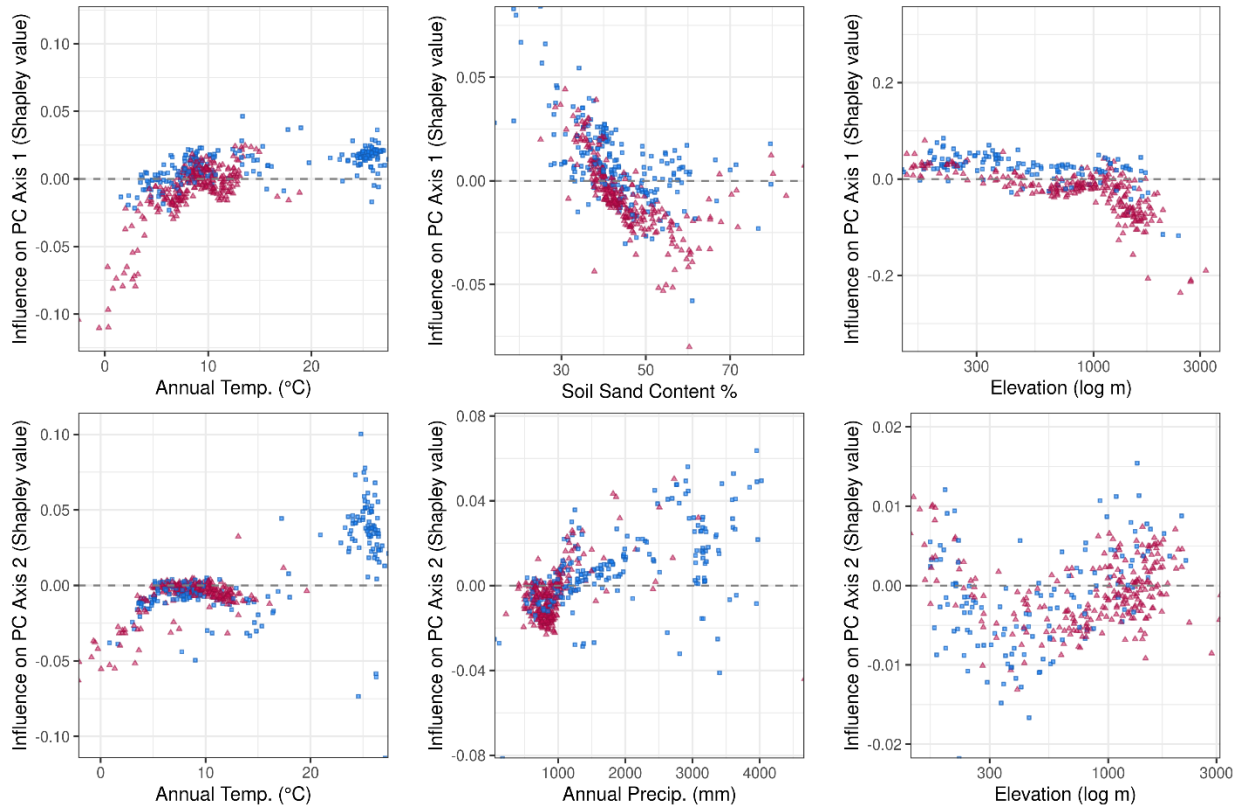 Influence on PC Axis 1 (Shapley value)
0.10
0.05
0.00
-0.05
-0.10
0 10 20
Annual Temp. (°C)
Influence on PC Axis 1 (Shapley value)
0.05
0.00
-0.05
30 50 70
Soil Sand Content %
Influence on PC Axis 1 (Shapley value)
0.2
0.0
-0.2
300 1000 3000
Elevation (log m)
Influence on PC Axis 2 (Shapley value)
0.10
0.05
0.00
-0.05
-0.10
0 10 20
Annual Temp. (°C)
Influence on PC Axis 2 (Shapley value)
0.08
0.04
0.00
-0.04
-0.08
1000 2000 3000 4000
Annual Precip. (mm)
Influence on PC Axis 2 (Shapley value)
0.02
0.01
0.00
-0.01
-0.02
300 1000 3000
Elevation (log m)